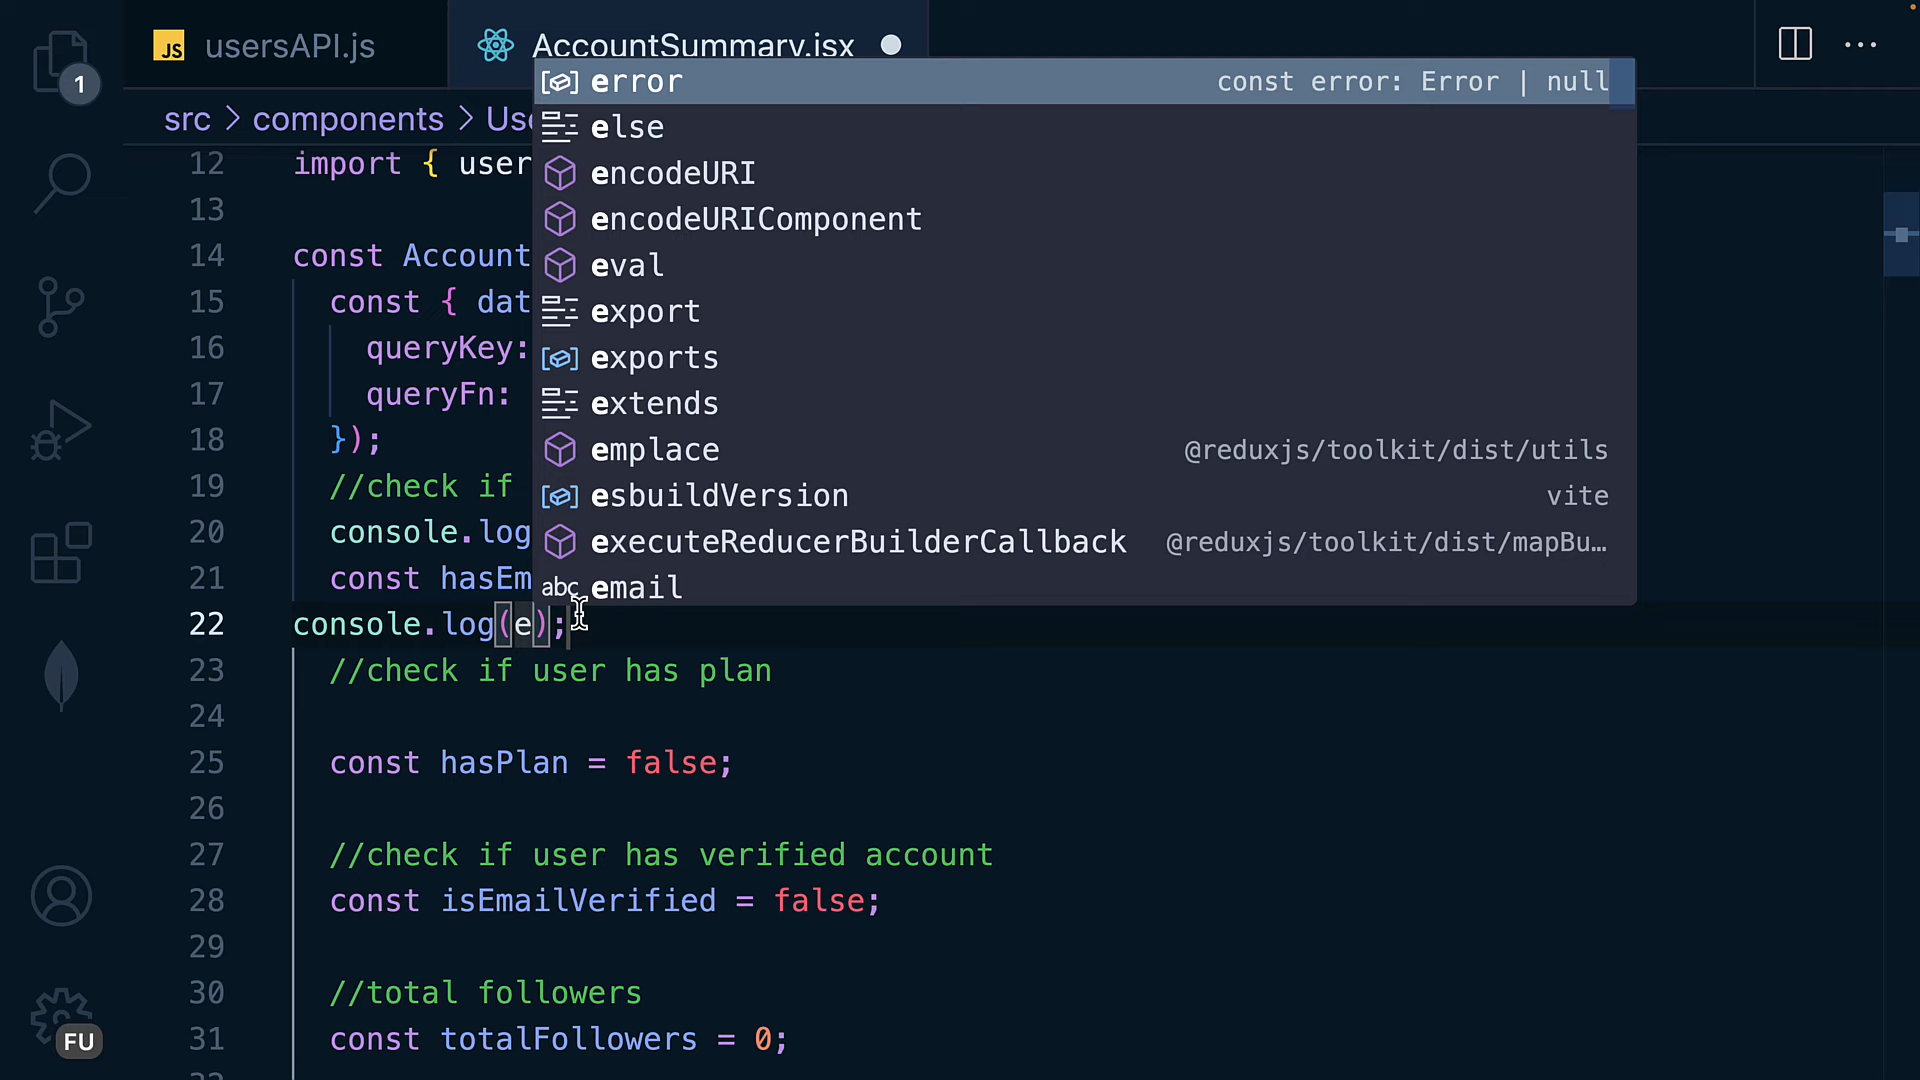 usersAPI.js
AccountSummary.jsx
1
src > components > Use
error const error: Error | null
else
encodeURI
encodeURIComponent
eval
export
exports
extends
emplace @reduxjs/toolkit/dist/utils
esbuildVersion vite
executeReducerBuilderCallback @reduxjs/toolkit/dist/mapBu…
abc email
12 import { user
13
14 const Account
15 const { dat
16 queryKey:
17 queryFn:
18 });
19 //check if
20 console.log
21 const hasEm
22 console.log(e);
23 //check if user has plan
24
25 const hasPlan = false;
26
27 //check if user has verified account
28 const isEmailVerified = false;
29
30 //total followers
31 const totalFollowers = 0;
FU